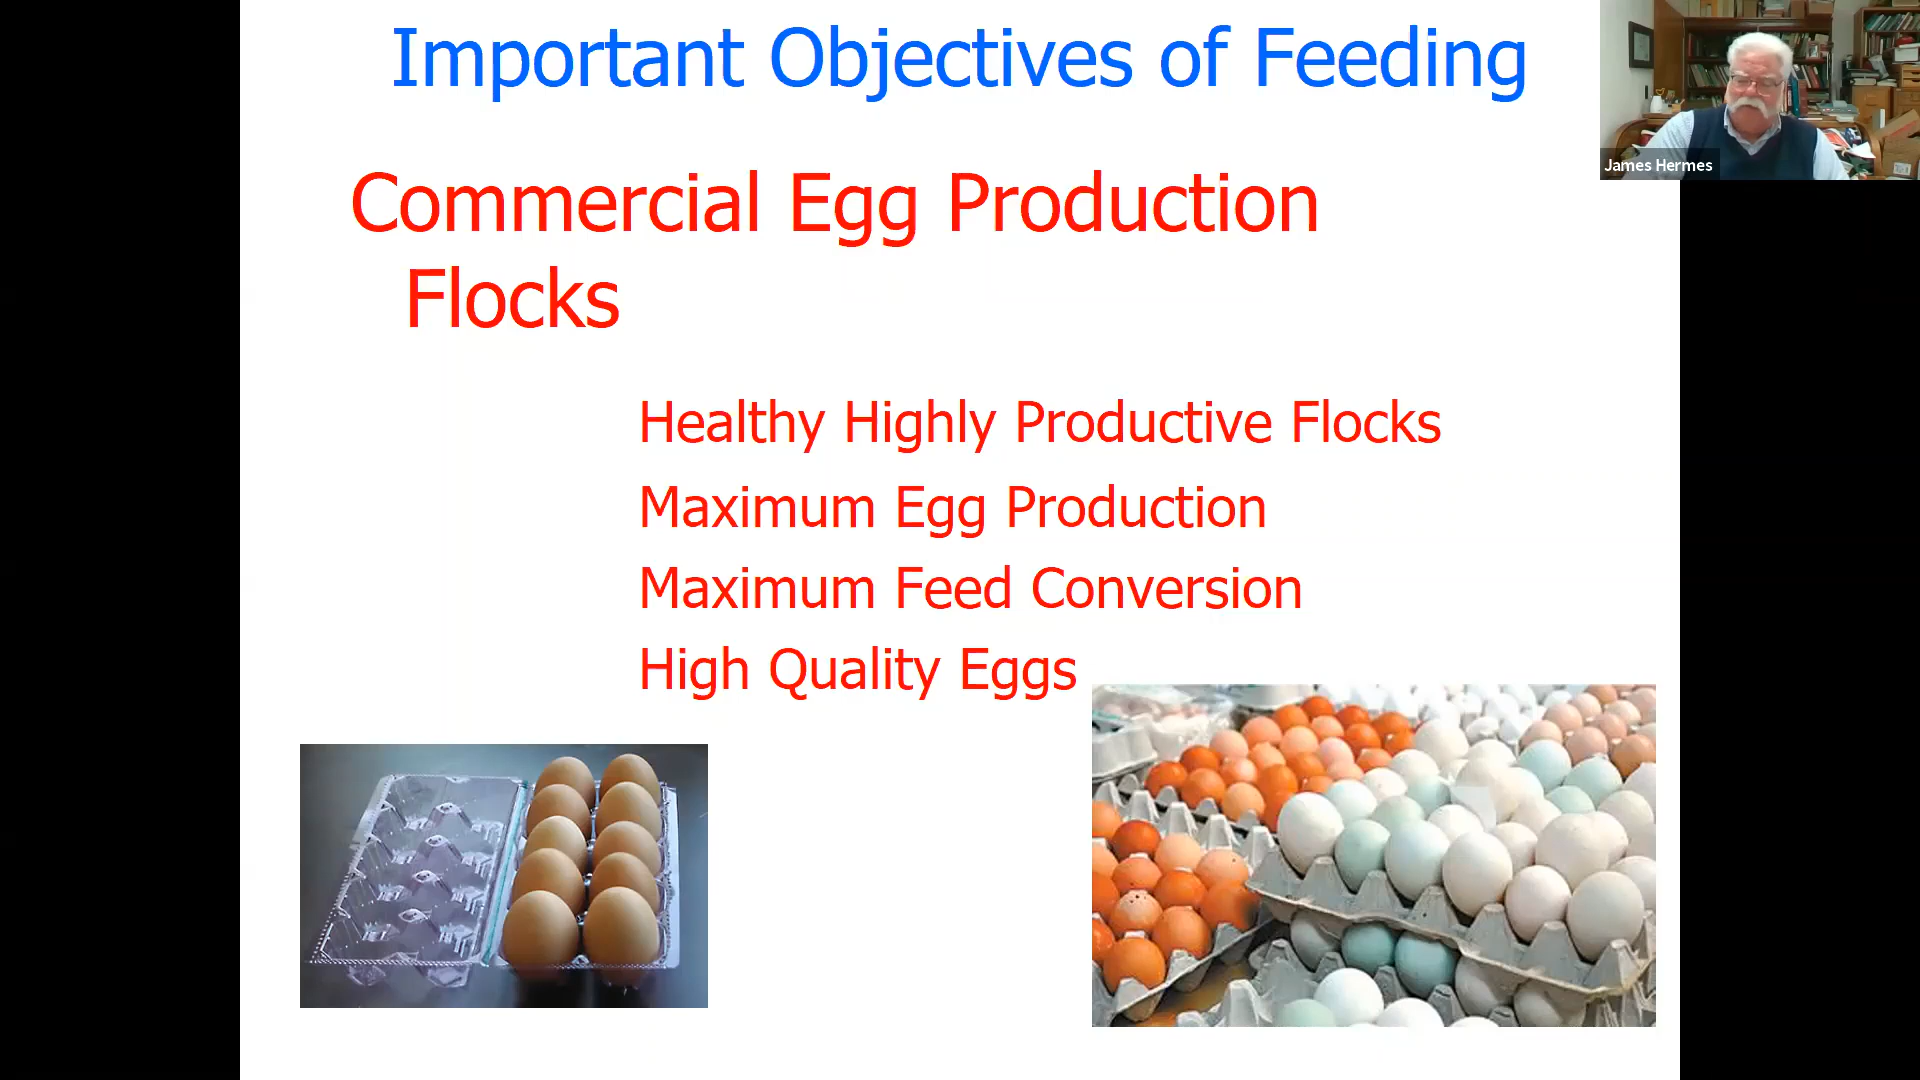 Important Objectives of Feeding
James Hermes
Commercial Egg Production
Flocks
Healthy Highly Productive Flocks
Maximum Egg Production
Maximum Feed Conversion
High Quality Eggs